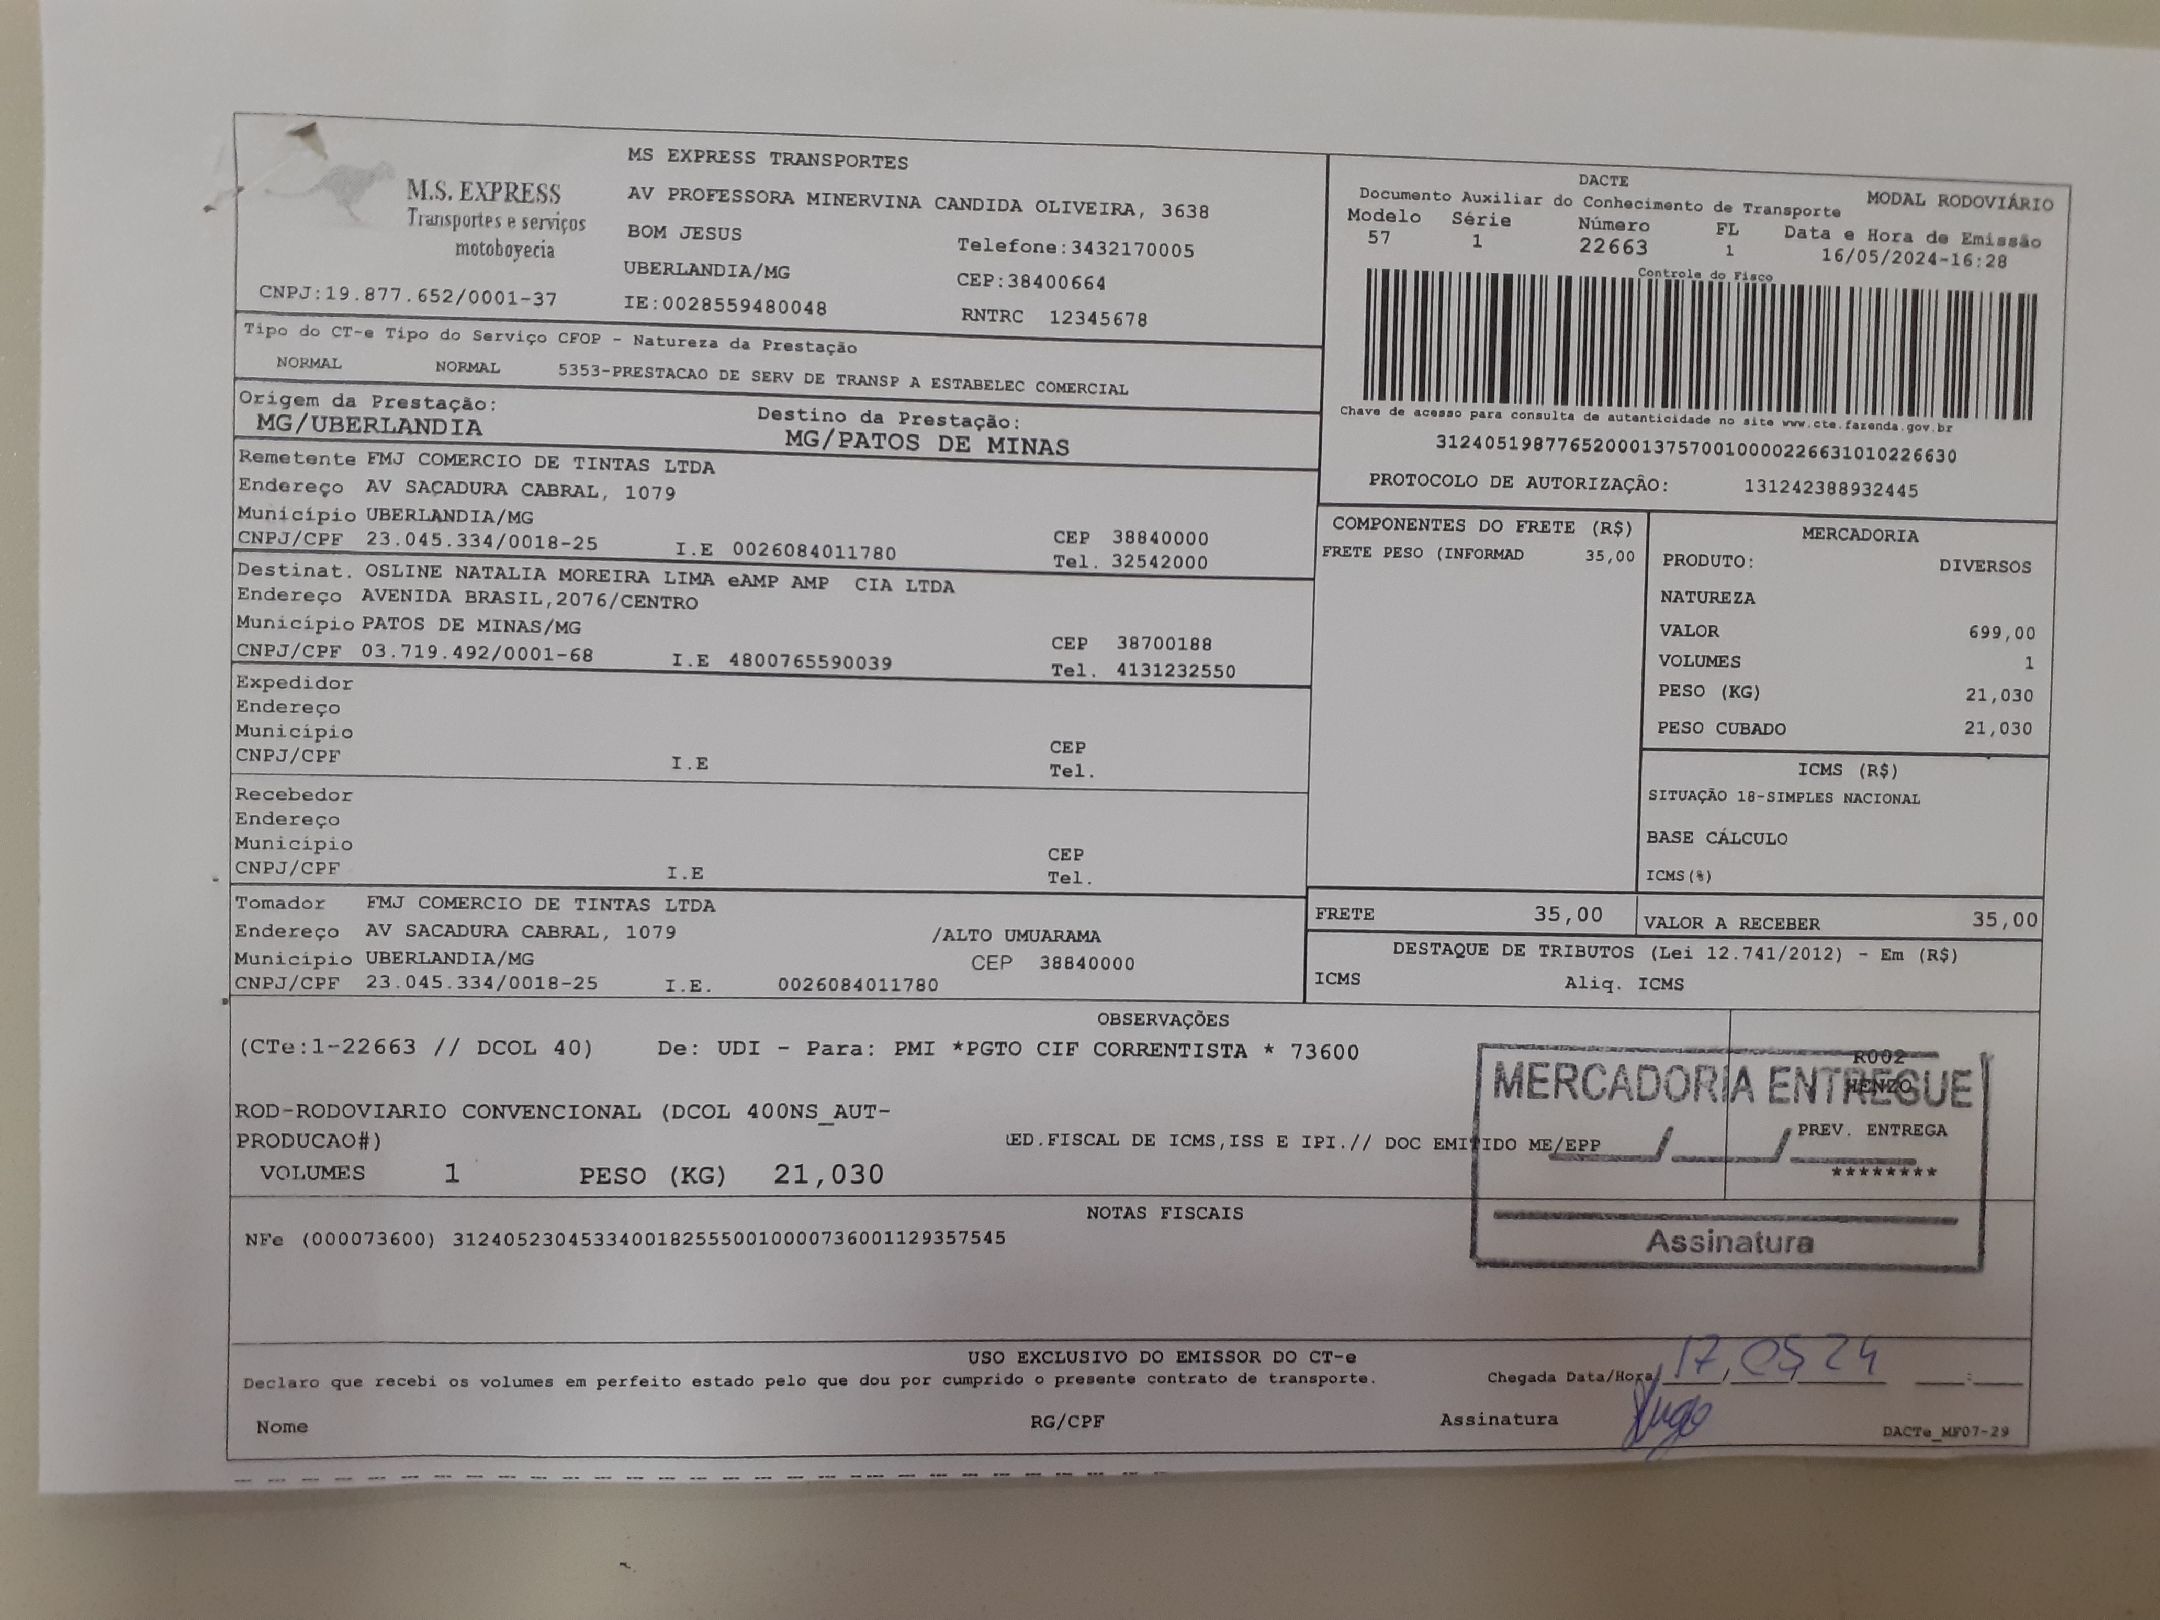 M.S. EXPRESS
Transportes e serviços
motoboyecia
CNPJ:19.877.652/0001-37
MS EXPRESS TRANSPORTES
AV PROFESSORA MINERVINA CANDIDA OLIVEIRA, 3638
BOM JESUS
Telefone:3432170005
UBERLANDIA/MG
CEP:38400664
IE:0028559480048
RNTRC 12345678
DACTE
MODAL RODOVIÁRIO
Documento Auxiliar do Conhecimento de Transporte
Modelo Série Número FL Data e Hora de Emissão
57 1 22663 1 16/05/2024-16:28
Controle do Fisco
Chave de acesso para consulta de autenticidade no site www.cte.fazenda.gov.br
31240519877652000137570010000226631010226630
PROTOCOLO DE AUTORIZAÇÃO: 131242388932445
Tipo do CT-e Tipo do Serviço CFOP - Natureza da Prestação
NORMAL NORMAL 5353-PRESTACAO DE SERV DE TRANSP A ESTABELEC COMERCIAL
Origem da Prestação: Destino da Prestação:
MG/UBERLANDIA MG/PATOS DE MINAS
Remetente FMJ COMERCIO DE TINTAS LTDA
Endereço AV SACADURA CABRAL, 1079
Município UBERLANDIA/MG CEP 38840000
CNPJ/CPF 23.045.334/0018-25 I.E 0026084011780 Tel. 32542000
Destinat. OSLINE NATALIA MOREIRA LIMA eAMP AMP CIA LTDA
Endereço AVENIDA BRASIL,2076/CENTRO
Município PATOS DE MINAS/MG CEP 38700188
CNPJ/CPF 03.719.492/0001-68 I.E 4800765590039 Tel. 4131232550
Expedidor
Endereço
Município CEP
CNPJ/CPF I.E Tel.
Recebedor
Endereço
Município CEP
CNPJ/CPF I.E Tel.
Tomador FMJ COMERCIO DE TINTAS LTDA
Endereço AV SACADURA CABRAL, 1079 /ALTO UMUARAMA
Município UBERLANDIA/MG CEP 38840000
CNPJ/CPF 23.045.334/0018-25 I.E. 0026084011780
COMPONENTES DO FRETE (R$)
FRETE PESO (INFORMAD 35,00
MERCADORIA
PRODUTO: DIVERSOS
NATUREZA
VALOR 699,00
VOLUMES 1
PESO (KG) 21,030
PESO CUBADO 21,030
ICMS (R$)
SITUAÇÃO 18-SIMPLES NACIONAL
BASE CÁLCULO
ICMS(%)
FRETE 35,00 VALOR A RECEBER 35,00
DESTAQUE DE TRIBUTOS (Lei 12.741/2012) - Em (R$)
ICMS Aliq. ICMS
OBSERVAÇÕES
(CTe:1-22663 // DCOL 40) De: UDI - Para: PMI *PGTO CIF CORRENTISTA * 73600
R002
HENZO
MERCADORIA ENTREGUE
ROD-RODOVIARIO CONVENCIONAL (DCOL 400NS_AUT-
PRODUCAO#) ED.FISCAL DE ICMS,ISS E IPI.// DOC EMITIDO ME/EPP
PREV. ENTREGA
********
VOLUMES 1 PESO (KG) 21,030
NOTAS FISCAIS
NFe (000073600) 31240523045334001825550010000736001129357545
Assinatura
USO EXCLUSIVO DO EMISSOR DO CT-e
Declaro que recebi os volumes em perfeito estado pelo que dou por cumprido o presente contrato de transporte.
Chegada Data/Hora 17, 05, 24
Nome RG/CPF Assinatura
DACTe_MF07-29